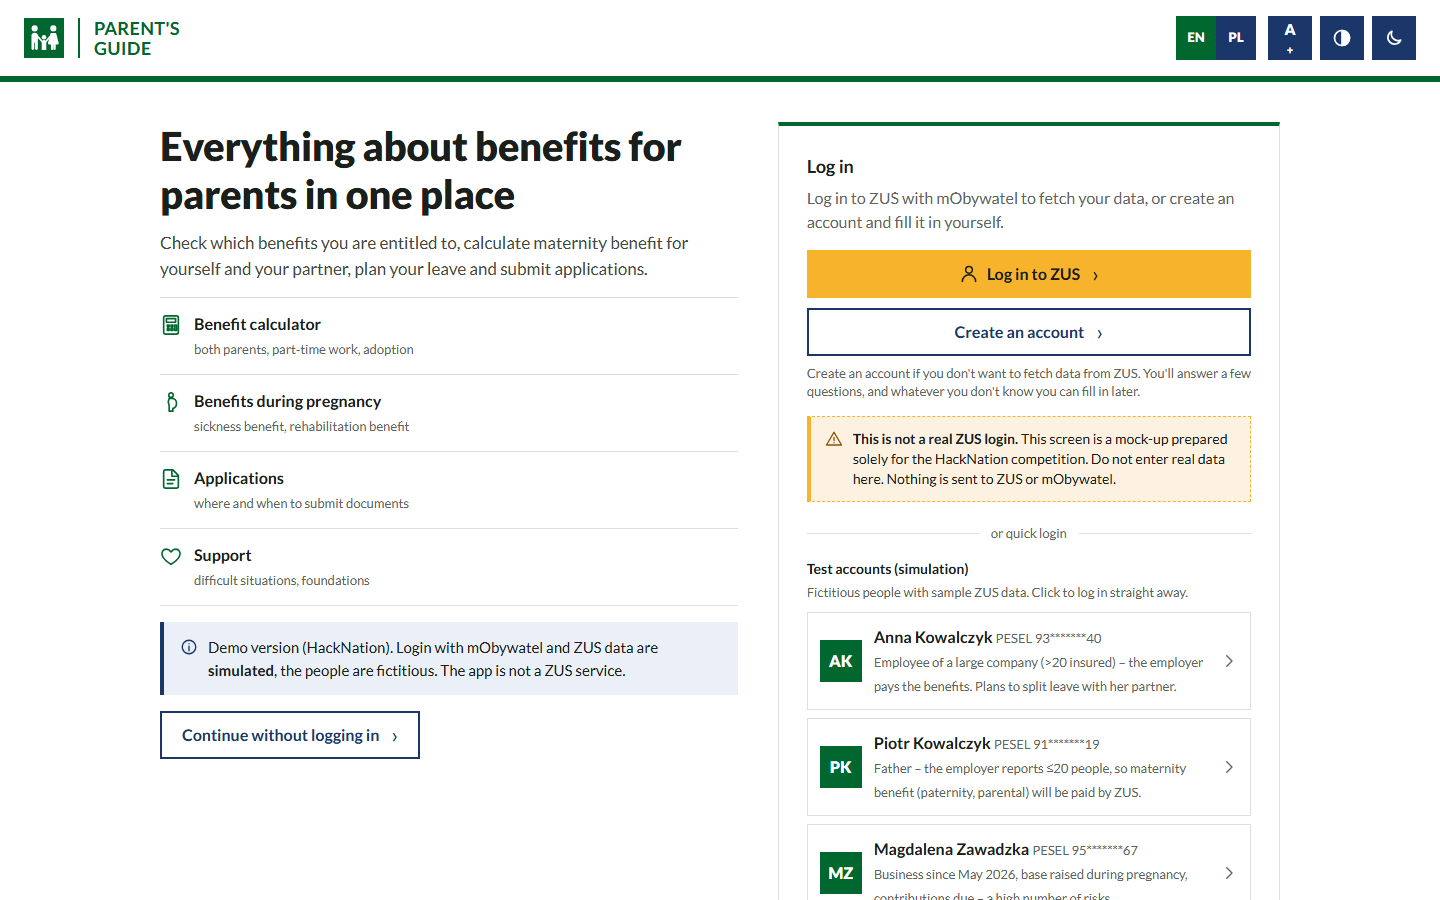 PARENT'S
GUIDE
EN
PL
A
+
Everything about benefits for
parents in one place
Check which benefits you are entitled to, calculate maternity benefit for
yourself and your partner, plan your leave and submit applications.
Benefit calculator
both parents, part-time work, adoption
Benefits during pregnancy
sickness benefit, rehabilitation benefit
Applications
where and when to submit documents
Support
difficult situations, foundations
Demo version (HackNation). Login with mObywatel and ZUS data are
simulated, the people are fictitious. The app is not a ZUS service.
Continue without logging in ›
Log in
Log in to ZUS with mObywatel to fetch your data, or create an
account and fill it in yourself.
Log in to ZUS ›
Create an account ›
Create an account if you don't want to fetch data from ZUS. You'll answer a few
questions, and whatever you don't know you can fill in later.
This is not a real ZUS login. This screen is a mock-up prepared
solely for the HackNation competition. Do not enter real data
here. Nothing is sent to ZUS or mObywatel.
or quick login
Test accounts (simulation)
Fictitious people with sample ZUS data. Click to log in straight away.
AK
Anna Kowalczyk PESEL 93*******40
Employee of a large company (>20 insured) – the employer
pays the benefits. Plans to split leave with her partner.
PK
Piotr Kowalczyk PESEL 91*******19
Father – the employer reports ≤20 people, so maternity
benefit (paternity, parental) will be paid by ZUS.
MZ
Magdalena Zawadzka PESEL 95*******67
Business since May 2026, base raised during pregnancy,
contributions due – a high number of risks.